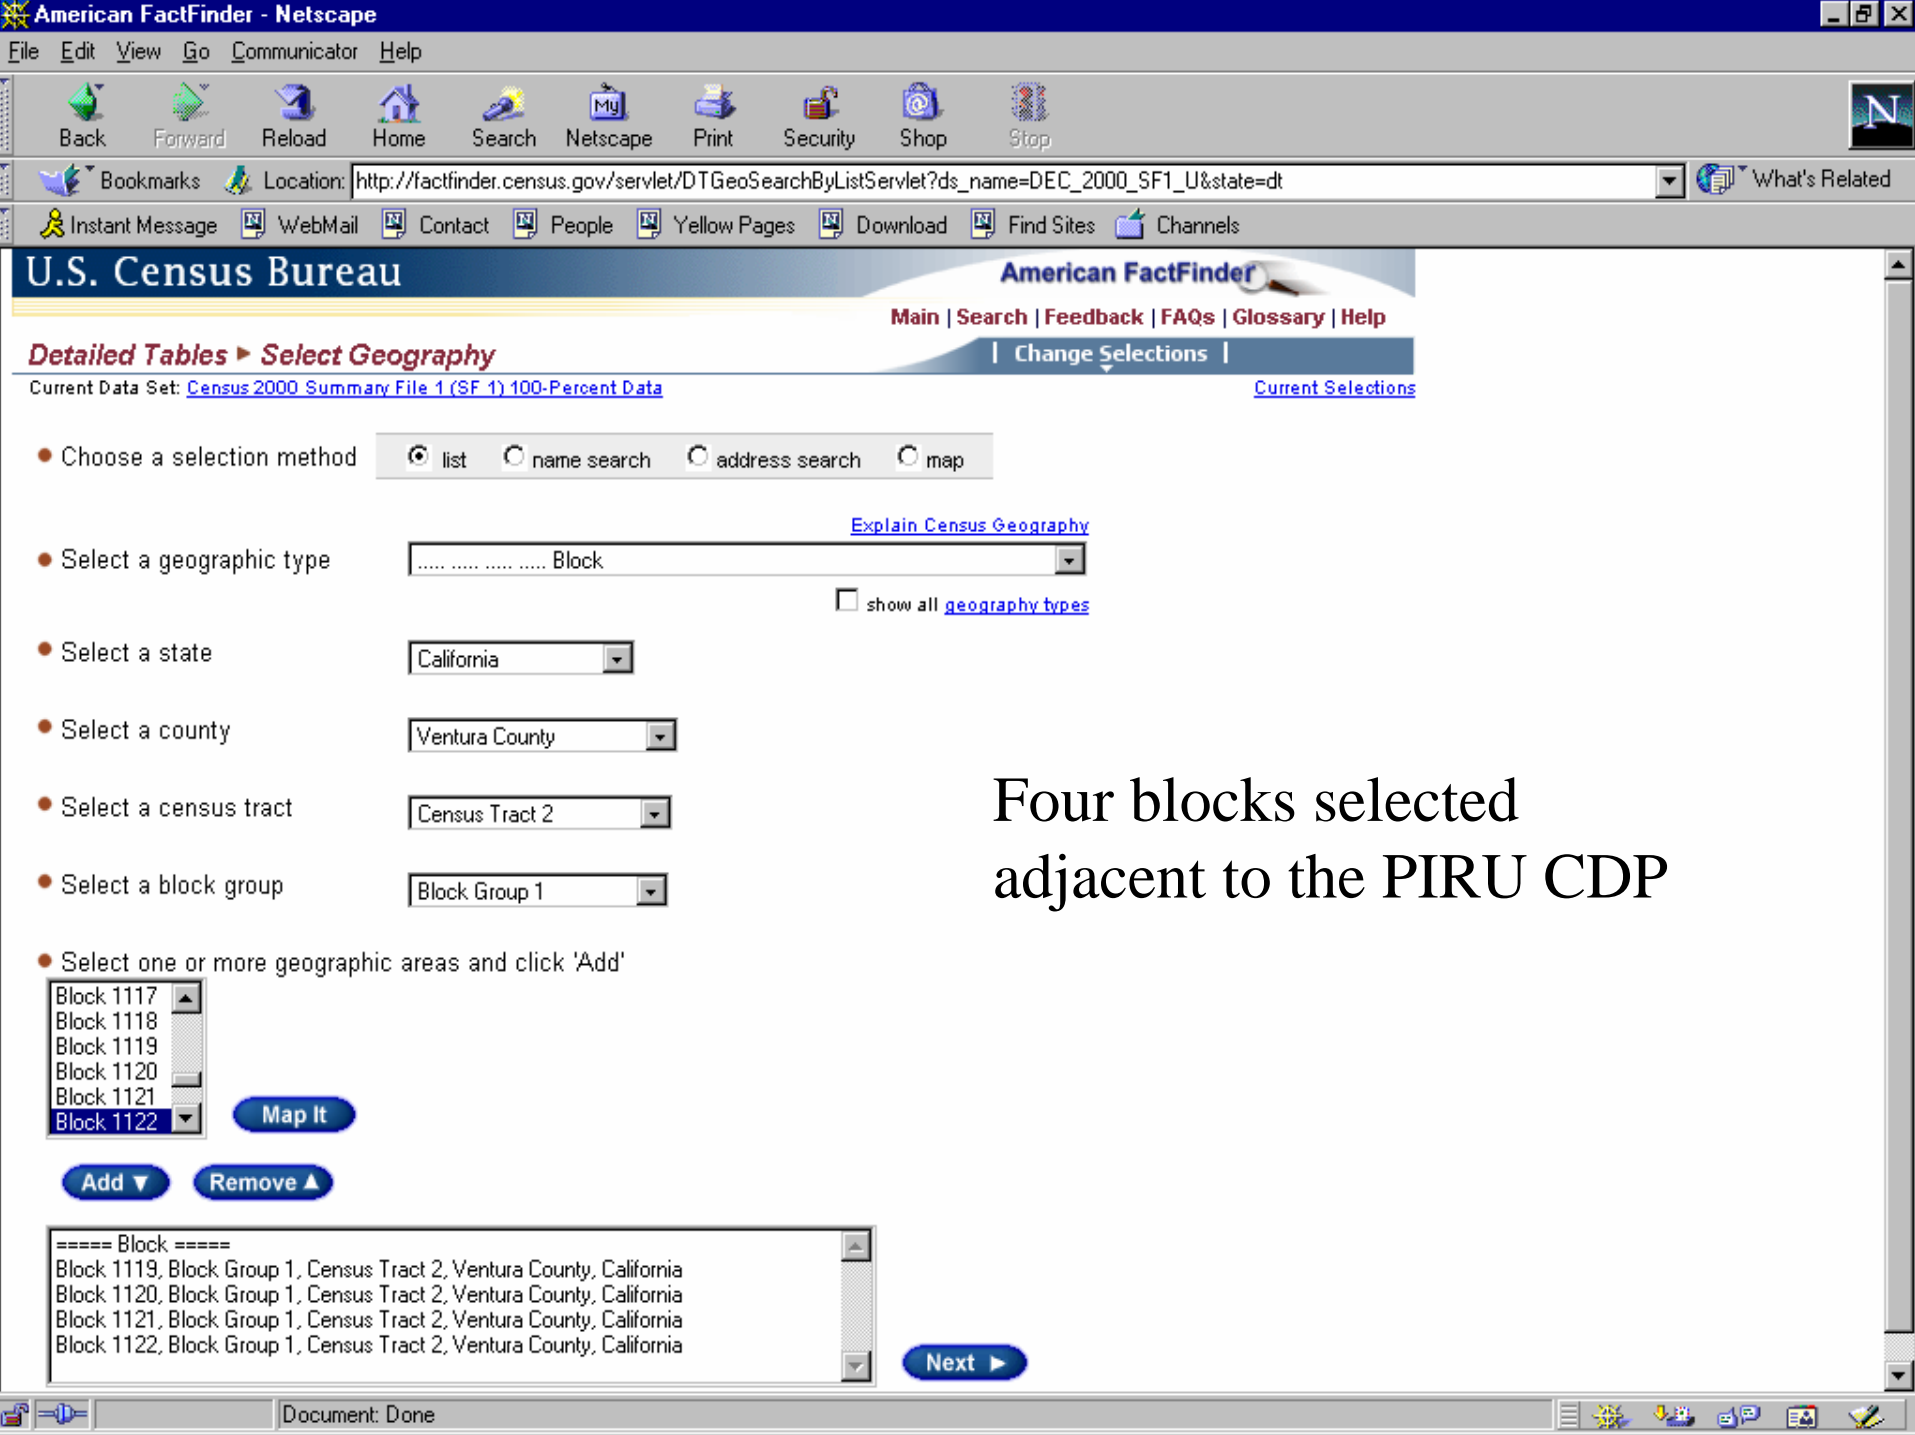 American FactFinder - Netscape
File Edit View Go Communicator Help
Back Forward Reload Home Search Netscape Print Security Shop Stop
My
N
Bookmarks Location: http://factfinder.census.gov/servlet/DTGeoSearchByListServlet?ds_name=DEC_2000_SF1_U&state=dt What's Related
Instant Message WebMail Contact People Yellow Pages Download Find Sites Channels
U.S. Census Bureau American FactFinder
Main | Search | Feedback | FAQs | Glossary | Help
Detailed Tables ▶ Select Geography | Change Selections |
Current Data Set: Census 2000 Summary File 1 (SF 1) 100-Percent Data Current Selections
Choose a selection method list name search address search map
Explain Census Geography
Select a geographic type ..... ..... ..... ..... Block
show all geography types
Select a state California
Select a county Ventura County
Select a census tract Census Tract 2
Select a block group Block Group 1
Four blocks selected
adjacent to the PIRU CDP
Select one or more geographic areas and click 'Add'
Block 1117
Block 1118
Block 1119
Block 1120
Block 1121
Block 1122
Map It
Add ▼ Remove ▲
===== Block =====
Block 1119, Block Group 1, Census Tract 2, Ventura County, California
Block 1120, Block Group 1, Census Tract 2, Ventura County, California
Block 1121, Block Group 1, Census Tract 2, Ventura County, California
Block 1122, Block Group 1, Census Tract 2, Ventura County, California
Next ▶
Document: Done